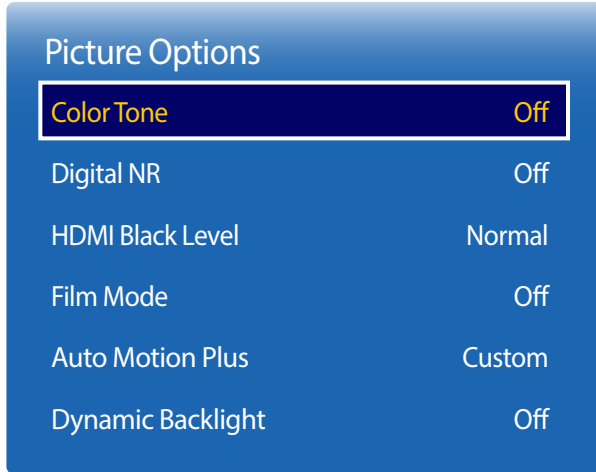 Picture Options
Color Tone Off
Digital NR Off
HDMI Black Level Normal
Film Mode Off
Auto Motion Plus Custom
Dynamic Backlight Off